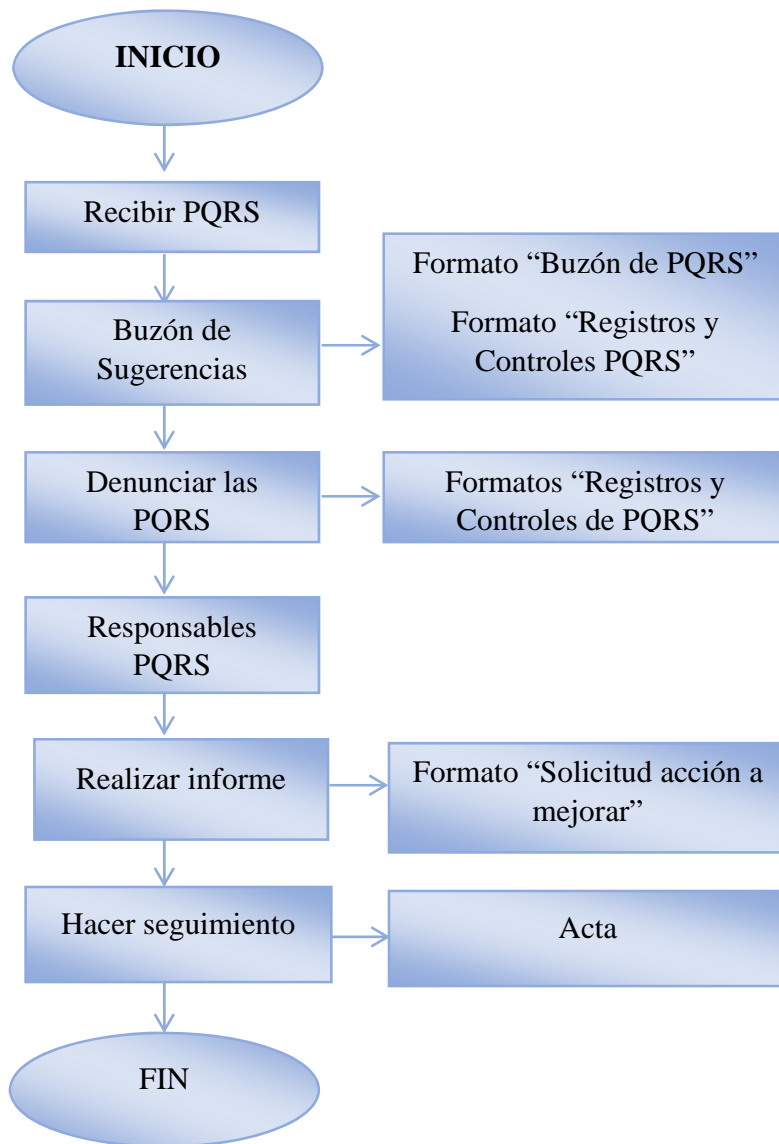 INICIO
Recibir PQRS
Buzón de
Sugerencias
Formato “Buzón de PQRS”
Formato “Registros y
Controles PQRS”
Denunciar las
PQRS
Formatos “Registros y
Controles de PQRS”
Responsables
PQRS
Realizar informe
Formato “Solicitud acción a
mejorar”
Hacer seguimiento
Acta
FIN